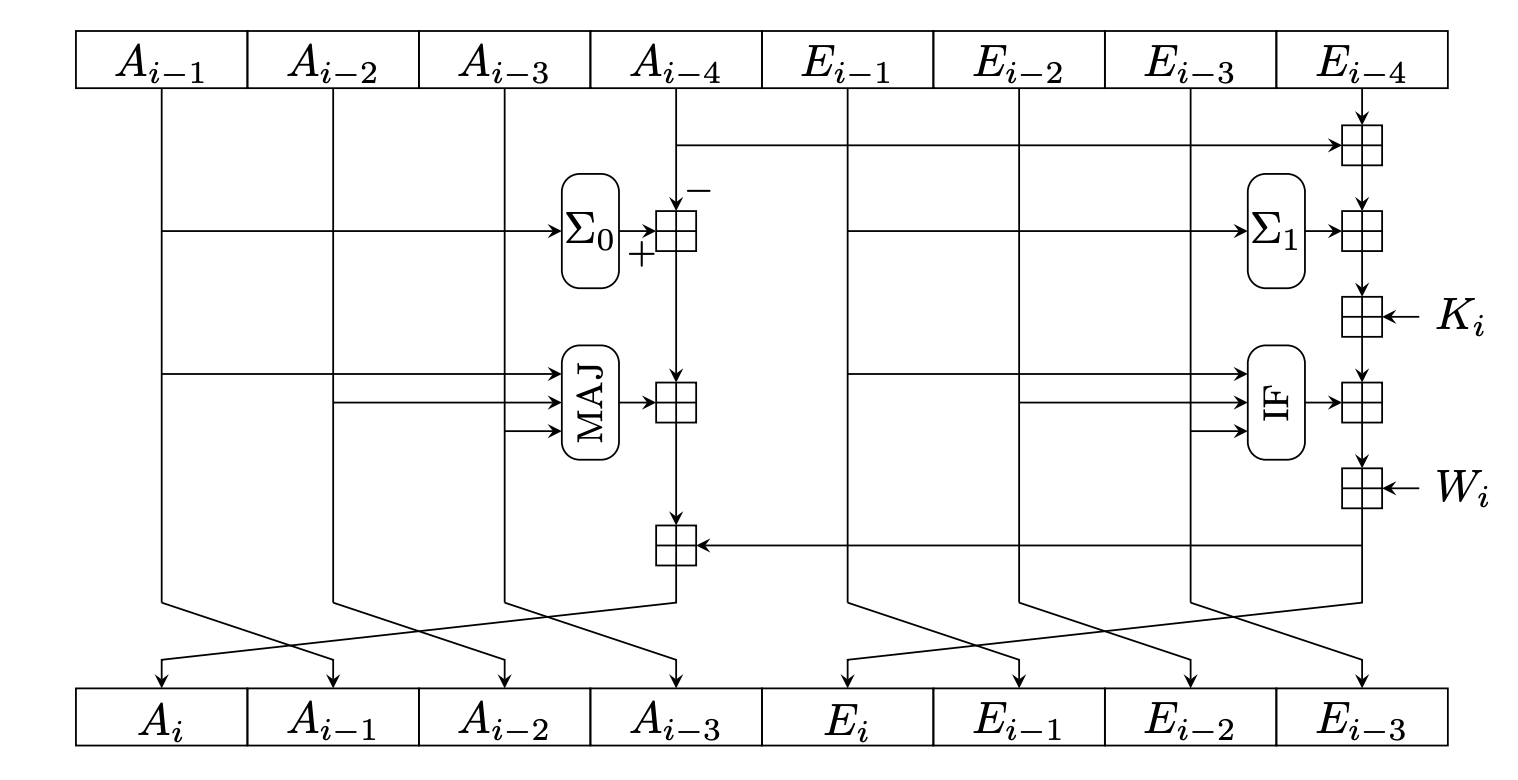 A_{i−1} A_{i−2} A_{i−3} A_{i−4} E_{i−1} E_{i−2} E_{i−3} E_{i−4}
−
Σ_0
+
Σ_1
K_i
MAJ
IF
W_i
A_i A_{i−1} A_{i−2} A_{i−3} E_i E_{i−1} E_{i−2} E_{i−3}